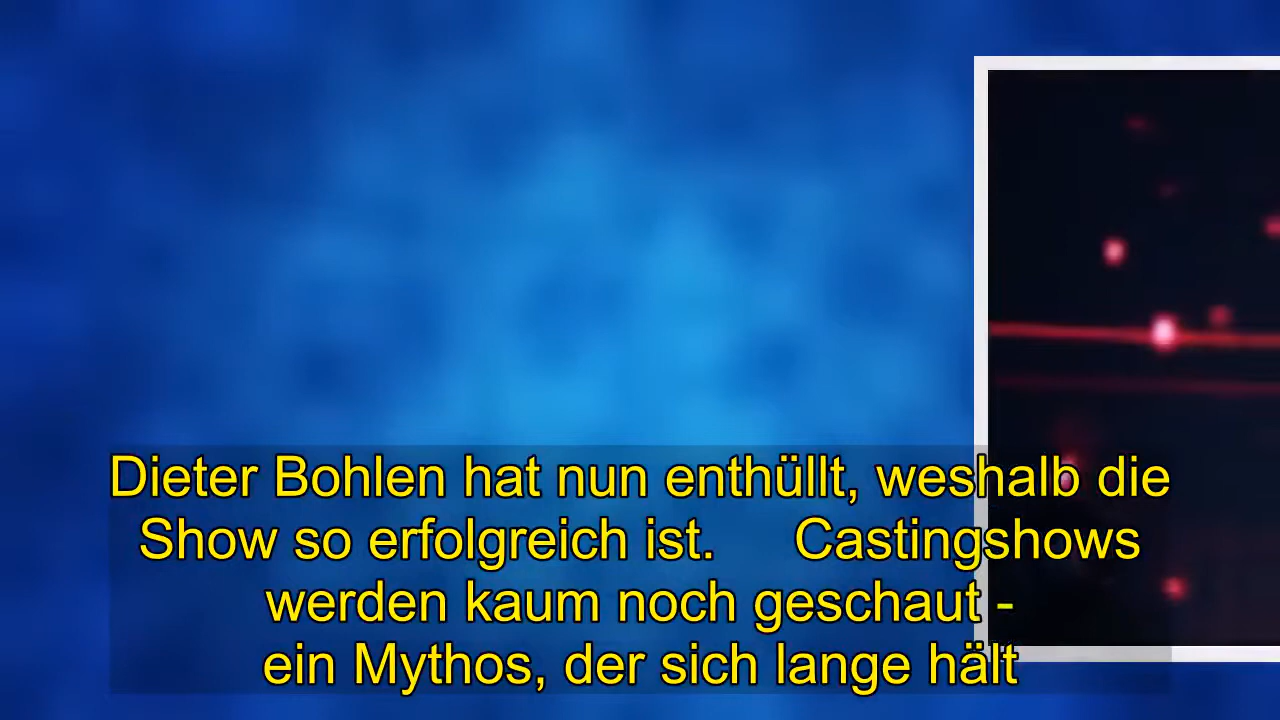 Dieter Bohlen hat nun enthüllt, weshalb die
Show so erfolgreich ist. Castingshows
werden kaum noch geschaut -
ein Mythos, der sich lange hält